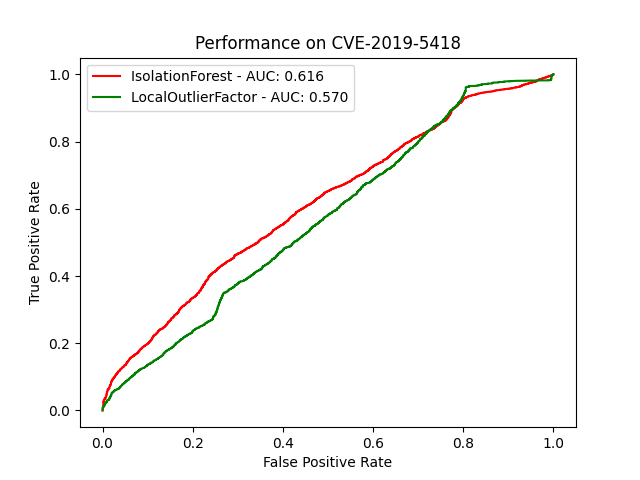 Performance on CVE-2019-5418
IsolationForest - AUC: 0.616
LocalOutlierFactor - AUC: 0.570
True Positive Rate
1.0
0.8
0.6
0.4
0.2
0.0
0.0 0.2 0.4 0.6 0.8 1.0
False Positive Rate